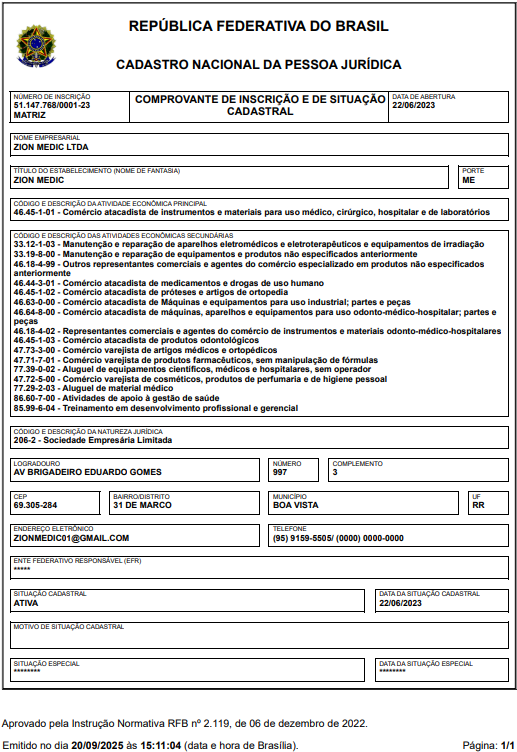 REPÚBLICA FEDERATIVA DO BRASIL
CADASTRO NACIONAL DA PESSOA JURÍDICA
NÚMERO DE INSCRIÇÃO
51.147.768/0001-23
MATRIZ
COMPROVANTE DE INSCRIÇÃO E DE SITUAÇÃO
CADASTRAL
DATA DE ABERTURA
22/06/2023
NOME EMPRESARIAL
ZION MEDIC LTDA
TÍTULO DO ESTABELECIMENTO (NOME DE FANTASIA)
ZION MEDIC
PORTE
ME
CÓDIGO E DESCRIÇÃO DA ATIVIDADE ECONÔMICA PRINCIPAL
46.45-1-01 - Comércio atacadista de instrumentos e materiais para uso médico, cirúrgico, hospitalar e de laboratórios
CÓDIGO E DESCRIÇÃO DAS ATIVIDADES ECONÔMICAS SECUNDÁRIAS
33.12-1-03 - Manutenção e reparação de aparelhos eletromédicos e eletroterapêuticos e equipamentos de irradiação
33.19-8-00 - Manutenção e reparação de equipamentos e produtos não especificados anteriormente
46.18-4-99 - Outros representantes comerciais e agentes do comércio especializado em produtos não especificados
anteriormente
46.44-3-01 - Comércio atacadista de medicamentos e drogas de uso humano
46.45-1-02 - Comércio atacadista de próteses e artigos de ortopedia
46.63-0-00 - Comércio atacadista de Máquinas e equipamentos para uso industrial; partes e peças
46.64-8-00 - Comércio atacadista de máquinas, aparelhos e equipamentos para uso odonto-médico-hospitalar; partes e
peças
46.18-4-02 - Representantes comerciais e agentes do comércio de instrumentos e materiais odonto-médico-hospitalares
46.45-1-03 - Comércio atacadista de produtos odontológicos
47.73-3-00 - Comércio varejista de artigos médicos e ortopédicos
47.71-7-01 - Comércio varejista de produtos farmacêuticos, sem manipulação de fórmulas
77.39-0-02 - Aluguel de equipamentos científicos, médicos e hospitalares, sem operador
47.72-5-00 - Comércio varejista de cosméticos, produtos de perfumaria e de higiene pessoal
77.29-2-03 - Aluguel de material médico
86.60-7-00 - Atividades de apoio à gestão de saúde
85.99-6-04 - Treinamento em desenvolvimento profissional e gerencial
CÓDIGO E DESCRIÇÃO DA NATUREZA JURÍDICA
206-2 - Sociedade Empresária Limitada
LOGRADOURO
AV BRIGADEIRO EDUARDO GOMES
NÚMERO
997
COMPLEMENTO
3
CEP
69.305-284
BAIRRO/DISTRITO
31 DE MARCO
MUNICÍPIO
BOA VISTA
UF
RR
ENDEREÇO ELETRÔNICO
ZIONMEDIC01@GMAIL.COM
TELEFONE
(95) 9159-5505/ (0000) 0000-0000
ENTE FEDERATIVO RESPONSÁVEL (EFR)
*****
SITUAÇÃO CADASTRAL
ATIVA
DATA DA SITUAÇÃO CADASTRAL
22/06/2023
MOTIVO DE SITUAÇÃO CADASTRAL
SITUAÇÃO ESPECIAL
********
DATA DA SITUAÇÃO ESPECIAL
********
Aprovado pela Instrução Normativa RFB nº 2.119, de 06 de dezembro de 2022.
Emitido no dia 20/09/2025 às 15:11:04 (data e hora de Brasília).
Página: 1/1